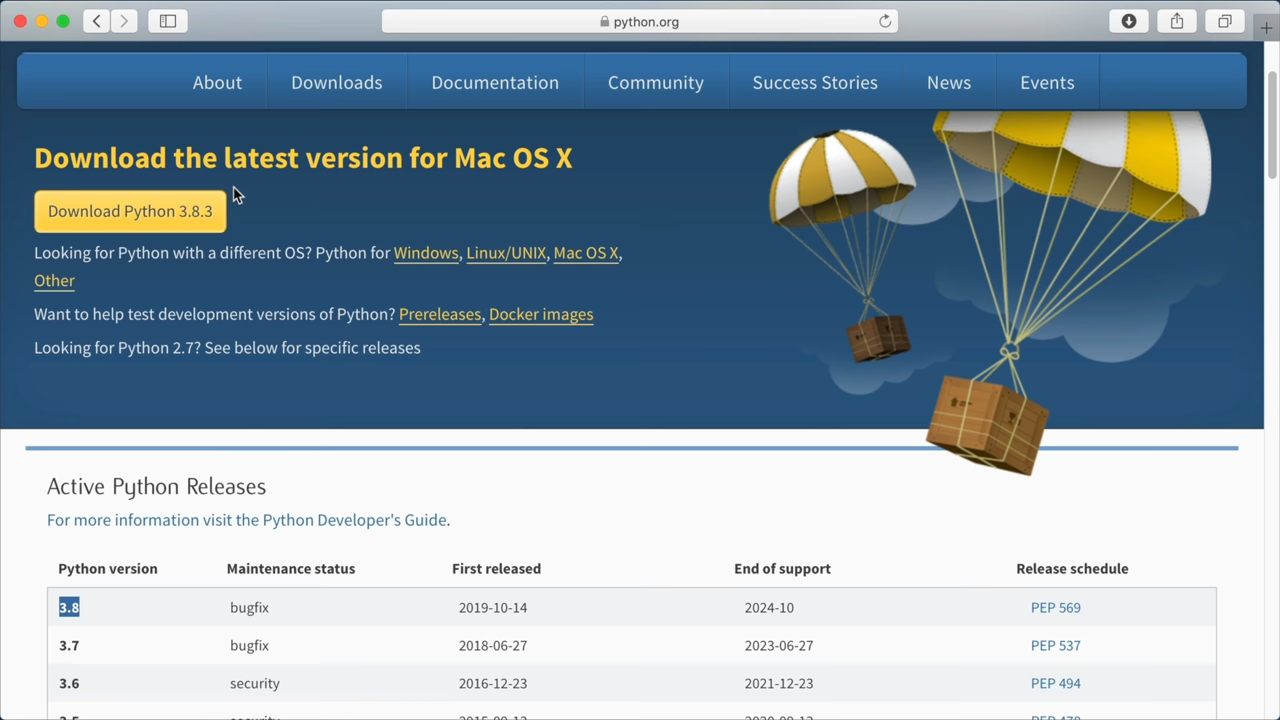 python.org
About Downloads Documentation Community Success Stories News Events
Download the latest version for Mac OS X
Download Python 3.8.3
Looking for Python with a different OS? Python for Windows, Linux/UNIX, Mac OS X,
Other
Want to help test development versions of Python? Prereleases, Docker images
Looking for Python 2.7? See below for specific releases
Active Python Releases
For more information visit the Python Developer's Guide.
Python version Maintenance status First released End of support Release schedule
3.8 bugfix 2019-10-14 2024-10 PEP 569
3.7 bugfix 2018-06-27 2023-06-27 PEP 537
3.6 security 2016-12-23 2021-12-23 PEP 494